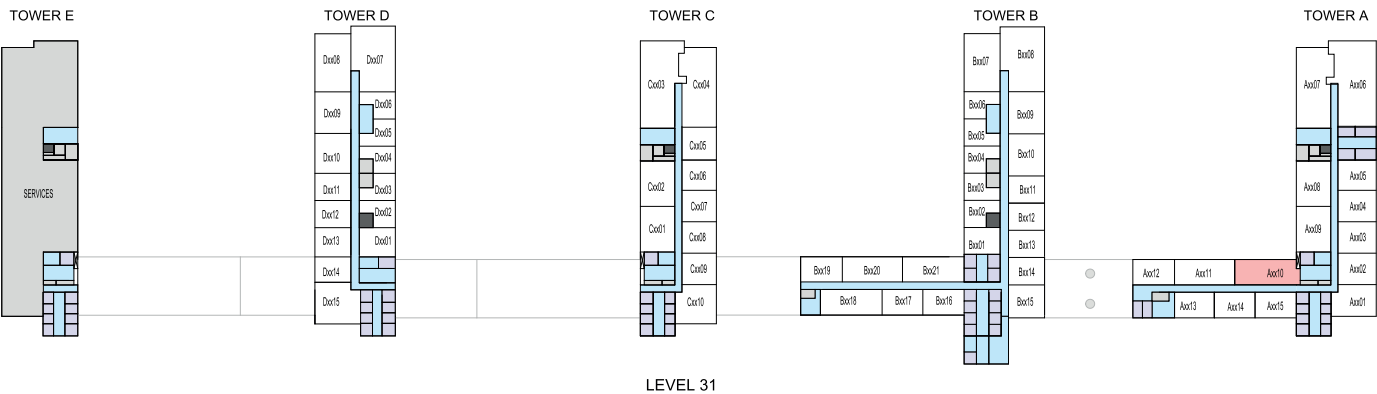 TOWER E
TOWER D
TOWER C
TOWER B
TOWER A
SERVICES
Dxx08
Dxx07
Dxx09
Dxx06
Dxx05
Dxx10
Dxx04
Dxx11
Dxx03
Dxx12
Dxx02
Dxx13
Dxx01
Dxx14
Dxx15
Cxx03
Cxx04
Cxx05
Cxx02
Cxx06
Cxx07
Cxx01
Cxx08
Cxx09
Cxx10
Bxx07
Bxx08
Bxx06
Bxx09
Bxx05
Bxx04
Bxx10
Bxx03
Bxx11
Bxx02
Bxx12
Bxx01
Bxx13
Bxx19
Bxx20
Bxx21
Bxx14
Bxx18
Bxx17
Bxx16
Bxx15
Axx07
Axx06
Axx08
Axx05
Axx04
Axx09
Axx03
Axx12
Axx11
Axx10
Axx02
Axx13
Axx14
Axx15
Axx01
LEVEL 31